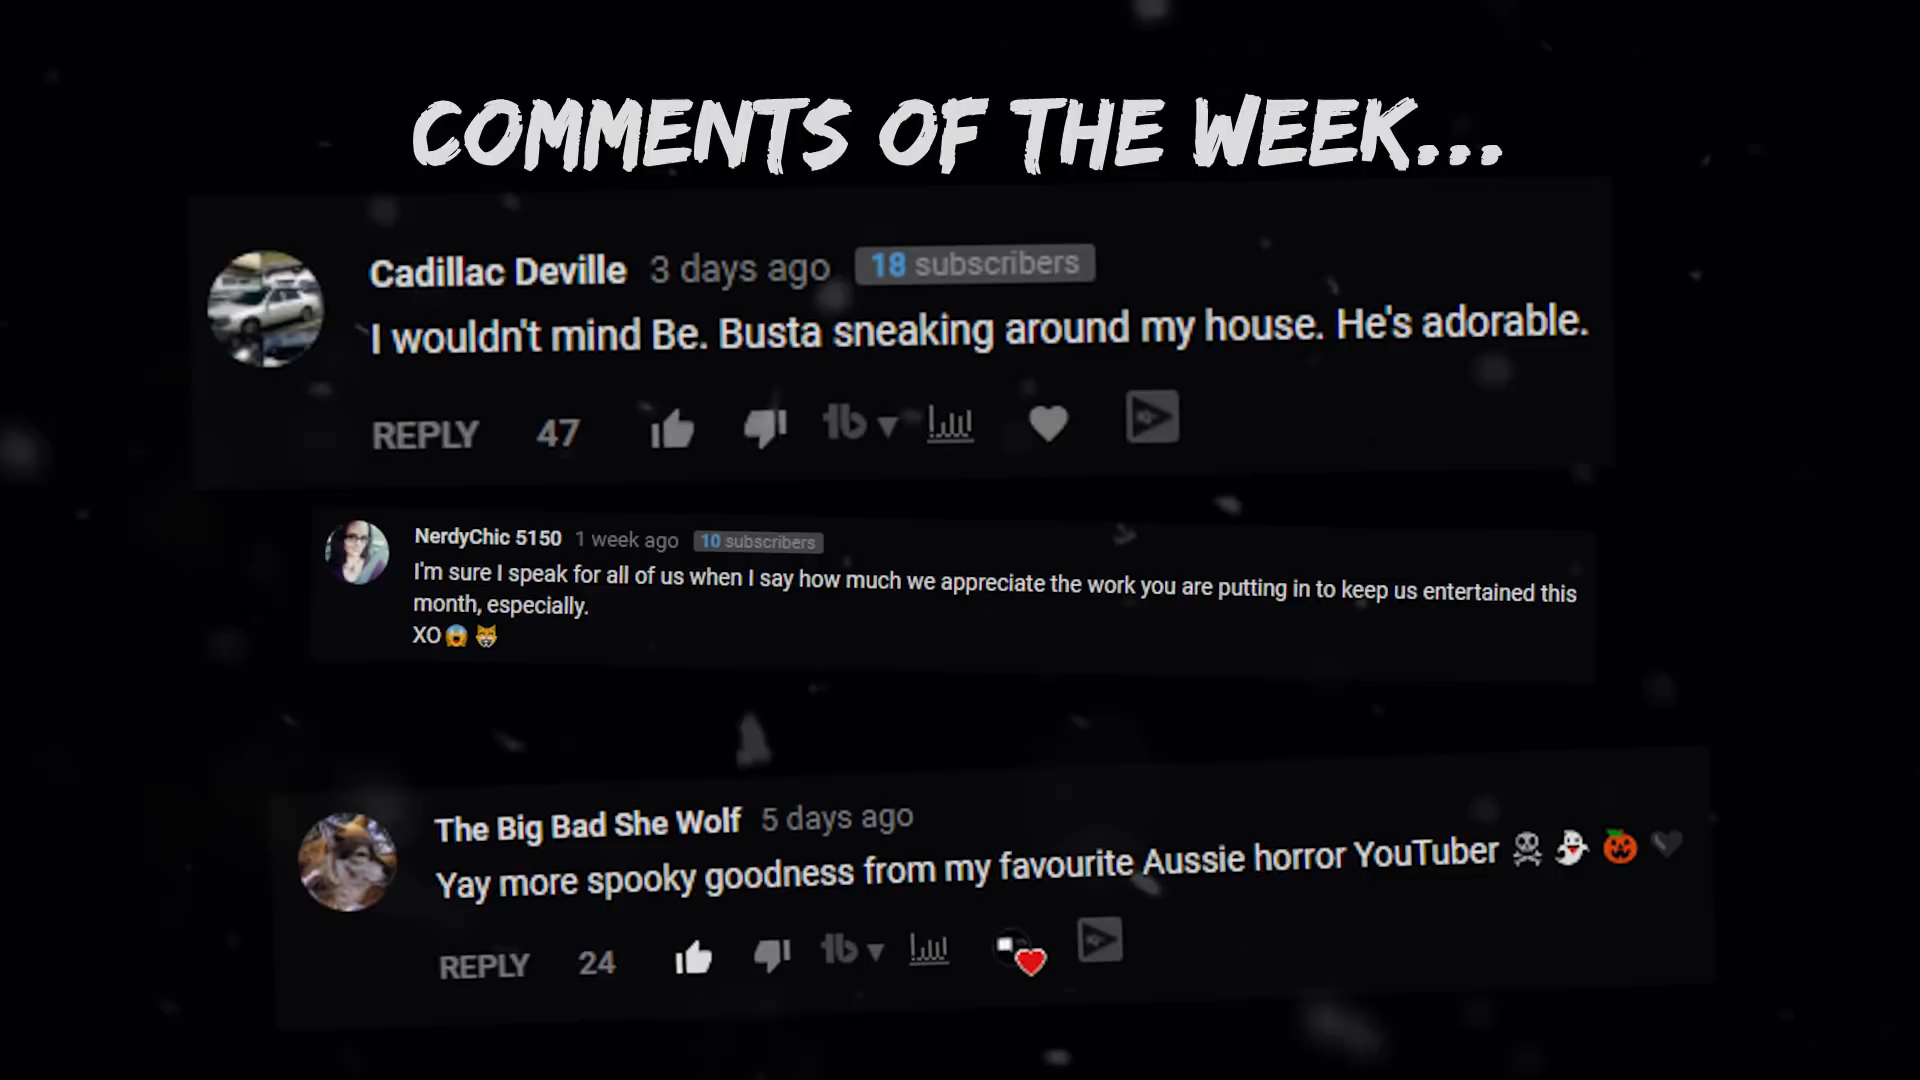 COMMENTS OF THE WEEK...
Cadillac Deville 3 days ago 18 subscribers
I wouldn't mind Be. Busta sneaking around my house. He's adorable.
REPLY 47
NerdyChic 5150 1 week ago 10 subscribers
I'm sure I speak for all of us when I say how much we appreciate the work you are putting in to keep us entertained this
month, especially.
XO😱 😸
The Big Bad She Wolf 5 days ago
Yay more spooky goodness from my favourite Aussie horror YouTuber ☠ 👻 🎃 🖤
REPLY 24